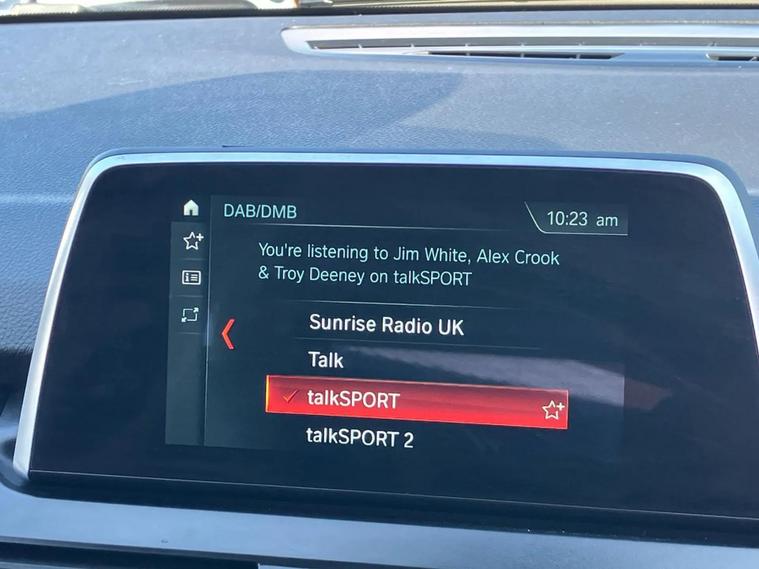 DAB/DMB
10:23 am
You're listening to Jim White, Alex Crook
& Troy Deeney on talkSPORT
Sunrise Radio UK
Talk
talkSPORT
talkSPORT 2